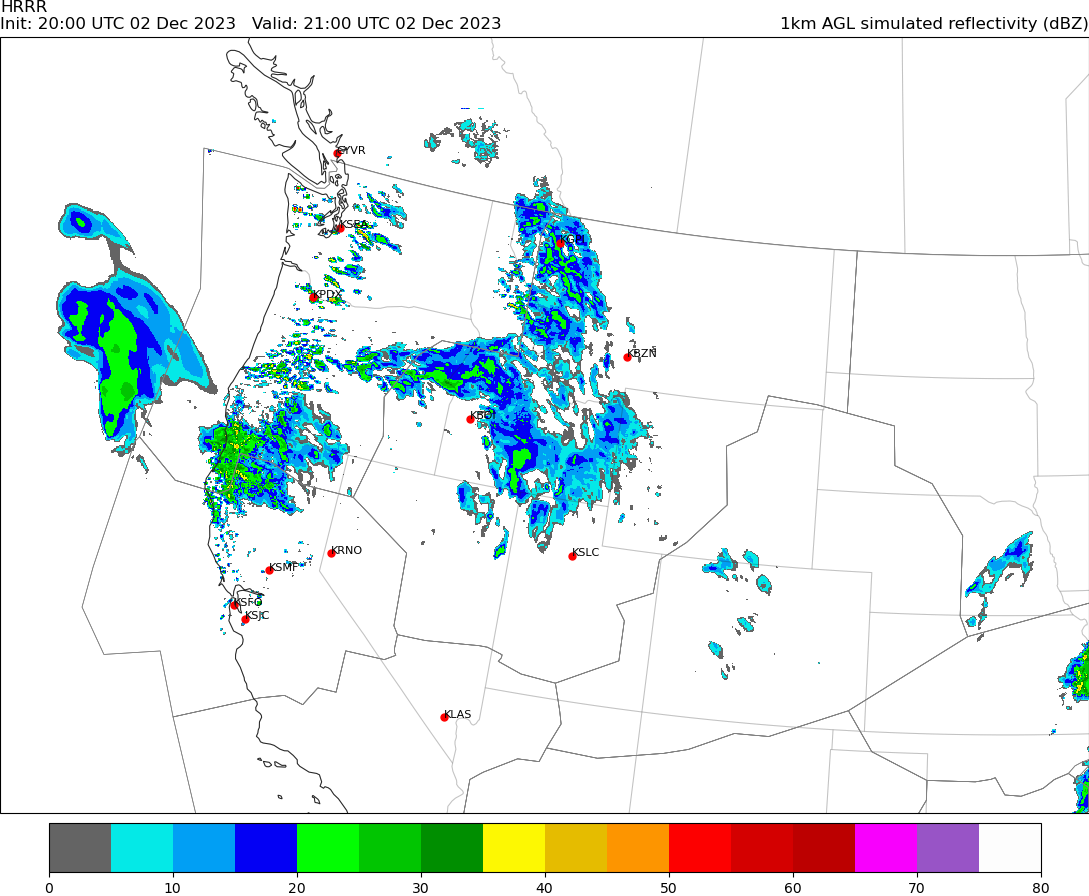 HRRR
Init: 20:00 UTC 02 Dec 2023   Valid: 21:00 UTC 02 Dec 2023
1km AGL simulated reflectivity (dBZ)
CYVR
KSEA
KPDX
KBZN
KBOI
KRNO
KSLC
KSMF
KSFO
KSJC
KLAS
0 10 20 30 40 50 60 70 80